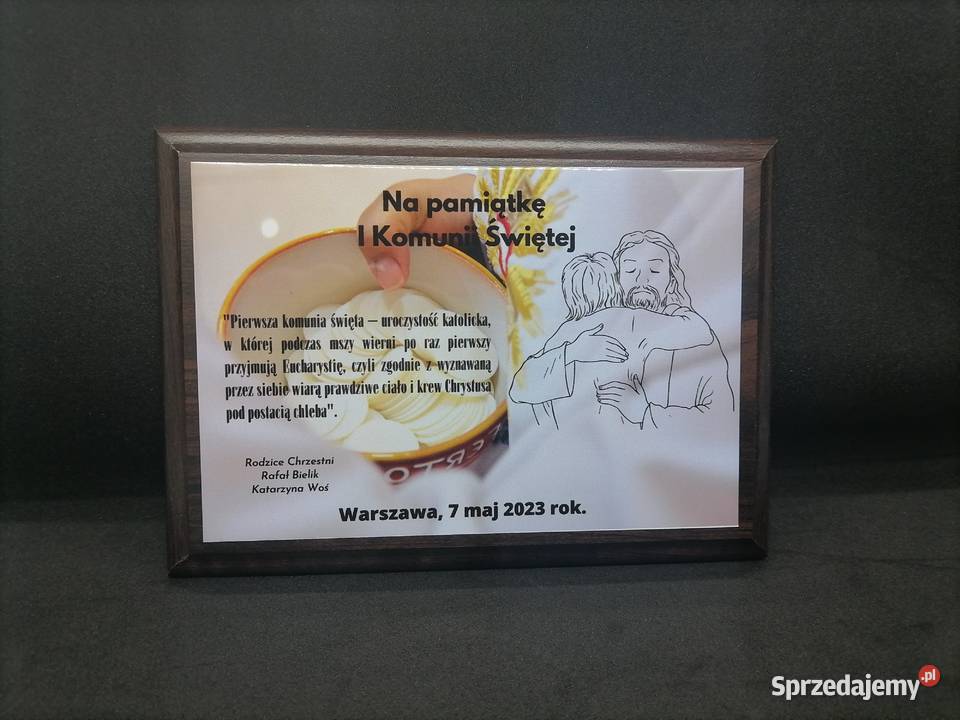 Na pamiątkę
I Komunii Świętej
"Pierwsza komunia święta – uroczystość katolicka,
w której podczas mszy wierni po raz pierwszy
przyjmują Eucharystię, czyli zgodnie z wyznawaną
przez siebie wiarą prawdziwe ciało i krew Chrystusa
pod postacią chleba".
Rodzice Chrzestni
Rafał Bielik
Katarzyna Woś
Warszawa, 7 maj 2023 rok.
Sprzedajemy.pl